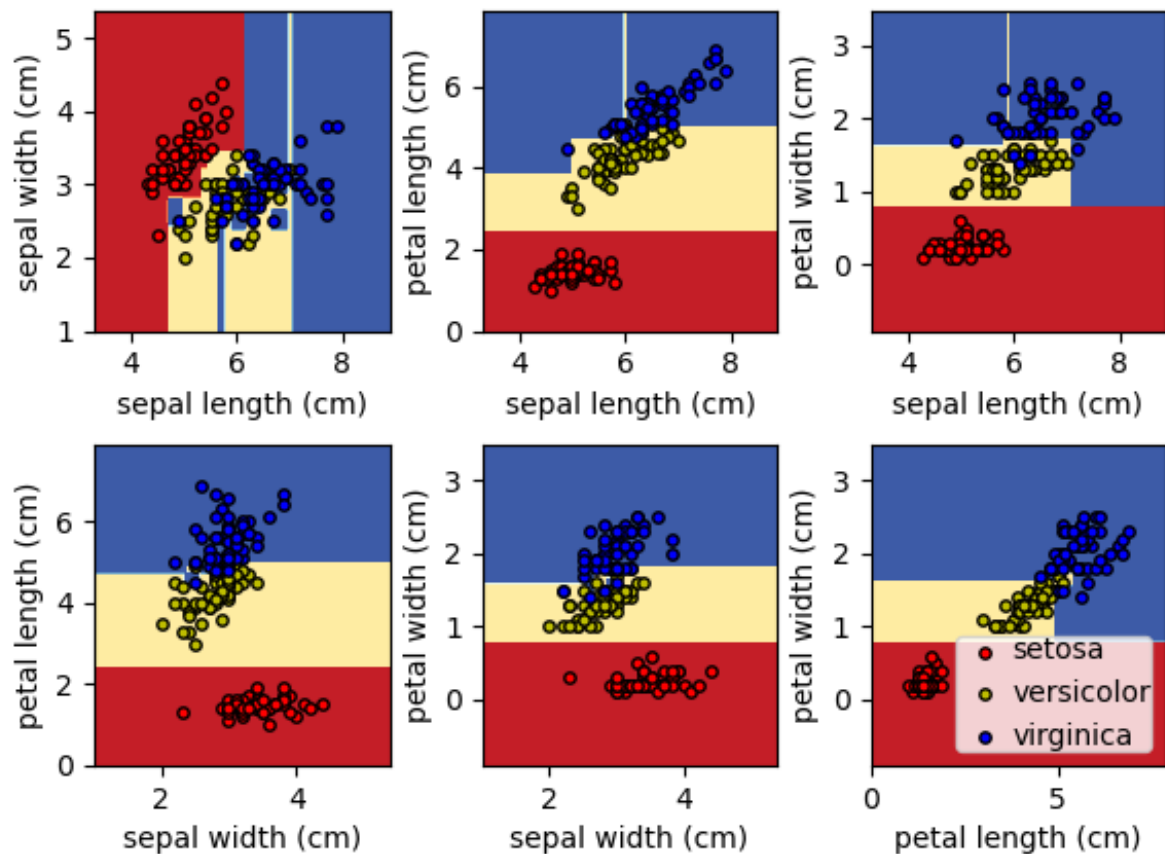 5
4
3
2
1
sepal width (cm)
4 6 8
sepal length (cm)
6
4
2
0
petal length (cm)
4 6 8
sepal length (cm)
3
2
1
0
petal width (cm)
4 6 8
sepal length (cm)
6
4
2
0
petal length (cm)
2 4
sepal width (cm)
3
2
1
0
petal width (cm)
2 4
sepal width (cm)
3
2
1
0
petal width (cm)
setosa
versicolor
virginica
0 5
petal length (cm)